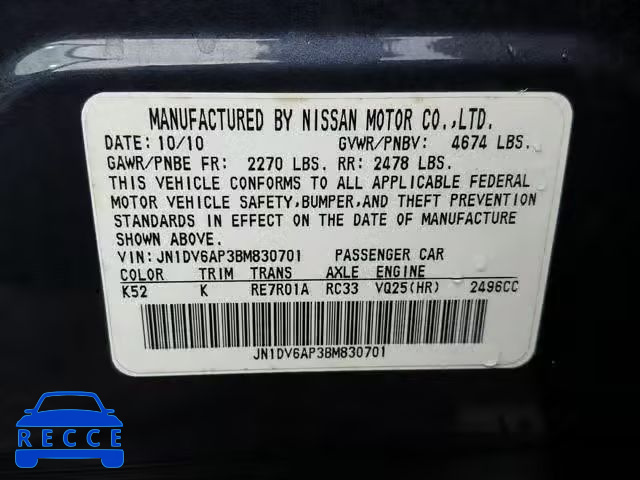 MANUFACTURED BY NISSAN MOTOR CO.,LTD.
DATE: 10/10 GVWR/PNBV: 4674 LBS.
GAWR/PNBE FR: 2270 LBS. RR: 2478 LBS.
THIS VEHICLE CONFORMS TO ALL APPLICABLE FEDERAL
MOTOR VEHICLE SAFETY,BUMPER,AND THEFT PREVENTION
STANDARDS IN EFFECT ON THE DATE OF MANUFACTURE
SHOWN ABOVE.
VIN:JN1DV6AP3BM830701 PASSENGER CAR
COLOR TRIM TRANS AXLE ENGINE
K52 K RE7R01A RC33 VQ25(HR) 2496CC
JN1DV6AP3BM830701
RECCE